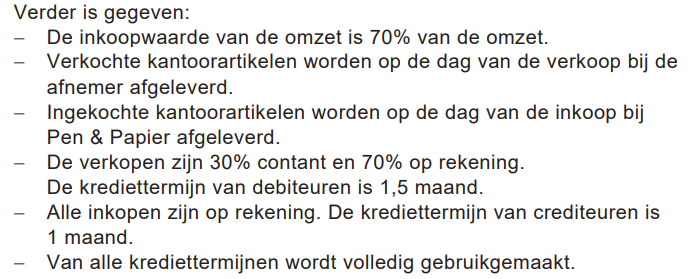 Verder is gegeven:
– De inkoopwaarde van de omzet is 70% van de omzet.
– Verkochte kantoorartikelen worden op de dag van de verkoop bij de
afnemer afgeleverd.
– Ingekochte kantoorartikelen worden op de dag van de inkoop bij
Pen & Papier afgeleverd.
– De verkopen zijn 30% contant en 70% op rekening.
De krediettermijn van debiteuren is 1,5 maand.
– Alle inkopen zijn op rekening. De krediettermijn van crediteuren is
1 maand.
– Van alle krediettermijnen wordt volledig gebruikgemaakt.